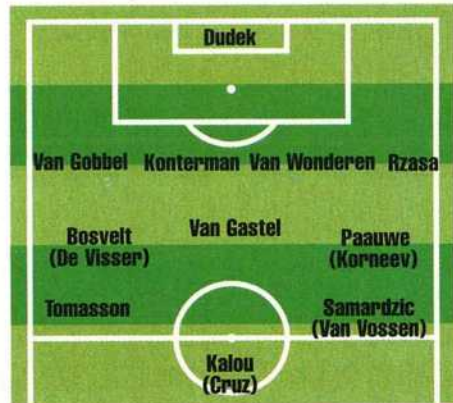 Dudek
Van Gobbel Konterman Van Wonderen Rzasa
Van Gastel
Bosvelt
(De Visser)
Paauwe
(Korneev)
Tomasson
Samardzic
(Van Vossen)
Kalou
(Cruz)